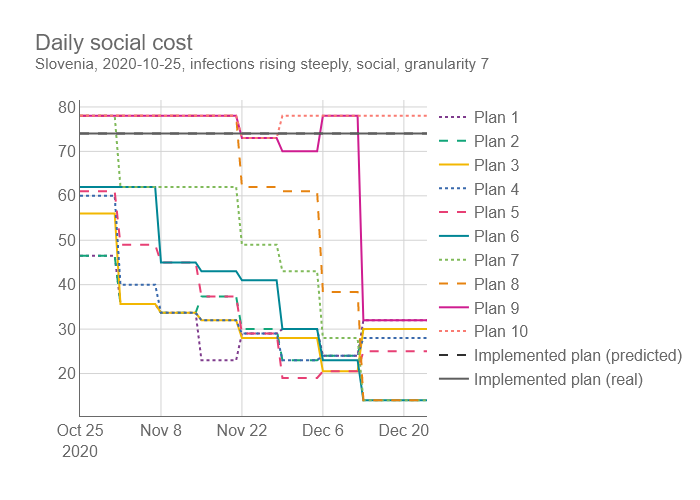 Daily social cost
Slovenia, 2020-10-25, infections rising steeply, social, granularity 7
80
70
60
50
40
30
20
Oct 25
2020
Nov 8
Nov 22
Dec 6
Dec 20
Plan 1
Plan 2
Plan 3
Plan 4
Plan 5
Plan 6
Plan 7
Plan 8
Plan 9
Plan 10
Implemented plan (predicted)
Implemented plan (real)